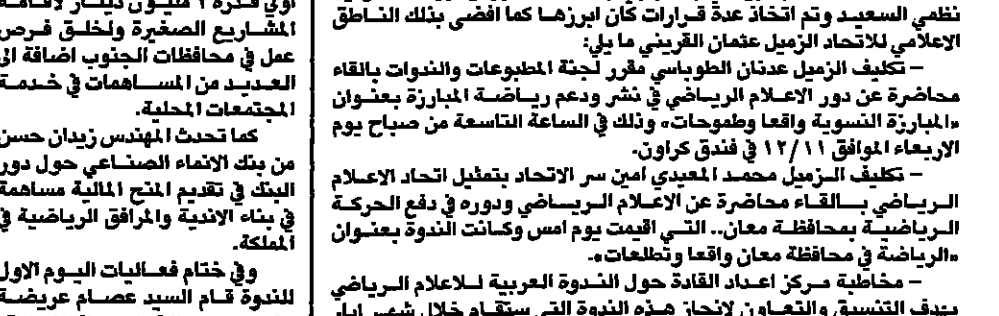 نظمي السعيد وتم اتخاذ عدة قرارات كان ابرزها كما افضى بذلك الناطق
الاعلامي للاتحاد الزميل عثمان القريني ما يلي:
– تكليف الزميل عدنان الطوباسي مقرر لجنة المطبوعات والندوات بالقاء
محاضرة عن دور الاعلام الرياضي في نشر ودعم رياضة المبارزة بعنوان
«المبارزة النسوية واقعا وطموحات» وذلك في الساعة التاسعة من صباح يوم
الاربعاء الموافق ١٢/١١ في فندق كراون.
– تكليف الزميل محمد المعيدي امين سر الاتحاد بتمثيل اتحاد الاعلام
الرياضي بالقاء محاضرة عن الاعلام الرياضي ودوره في دفع الحركة
الرياضية بمحافظة معان.. التي اقيمت يوم امس وكانت الندوة بعنوان
«الرياضة في محافظة معان واقعا وتطلعات».
– مخاطبة مركز اعداد القادة حول الندوة العربية للاعلام الرياضي
بهدف التنسيق والتعاون لانجاز هذه الندوة التي ستقام خلال شهر ايار
اولي قدره ٦ مليون دينار لاقامة
المشاريع الصغيرة ولخلق فرص
عمل في محافظات الجنوب اضافة الى
العديد من المساهمات في خدمة
المجتمعات المحلية.
كما تحدث المهندس زيدان حسن
من بنك الانماء الصناعي حول دور
البنك في تقديم المنح المالية مساهمة
في بناء الاندية والمرافق الرياضية في
المملكة.
وفي ختام فعاليات اليوم الاول
للندوة قام السيد عصام عريضة